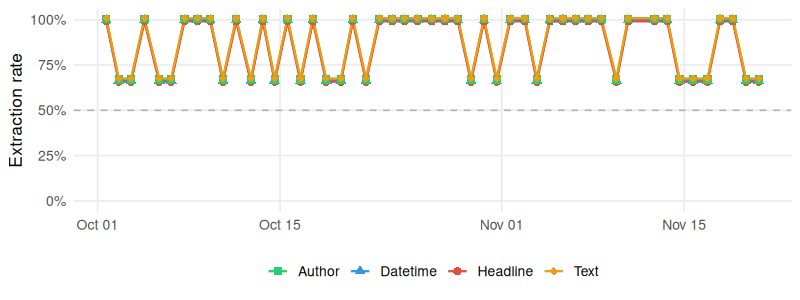 100%
75%
Extraction rate
50%
25%
0%
Oct 01 Oct 15 Nov 01 Nov 15
Author Datetime Headline Text